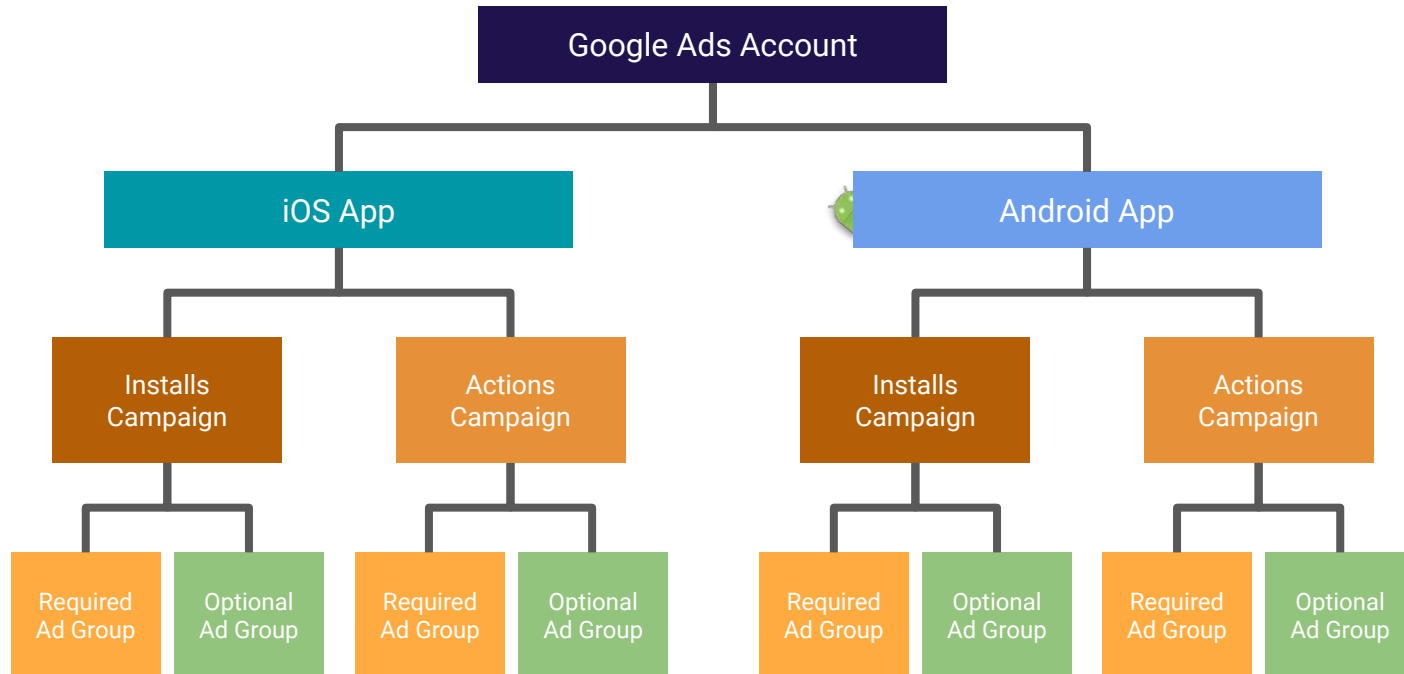 Google Ads Account
iOS App
Android App
Installs
Campaign
Actions
Campaign
Installs
Campaign
Actions
Campaign
Required
Ad Group
Optional
Ad Group
Required
Ad Group
Optional
Ad Group
Required
Ad Group
Optional
Ad Group
Required
Ad Group
Optional
Ad Group